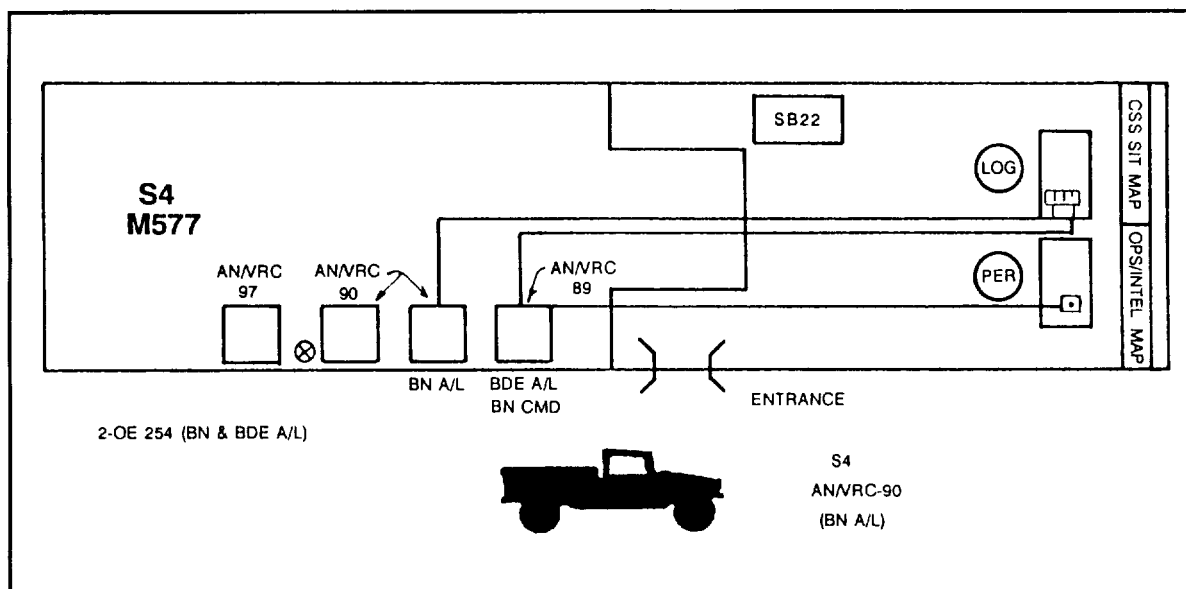 SB22
CSS SIT MAP
LOG
S4
M577
AN/VRC
97
AN/VRC
90
AN/VRC
89
PER
OPS/INTEL MAP
BN A/L
BDE A/L
BN CMD
ENTRANCE
2-OE 254 (BN & BDE A/L)
S4
AN/VRC-90
(BN A/L)